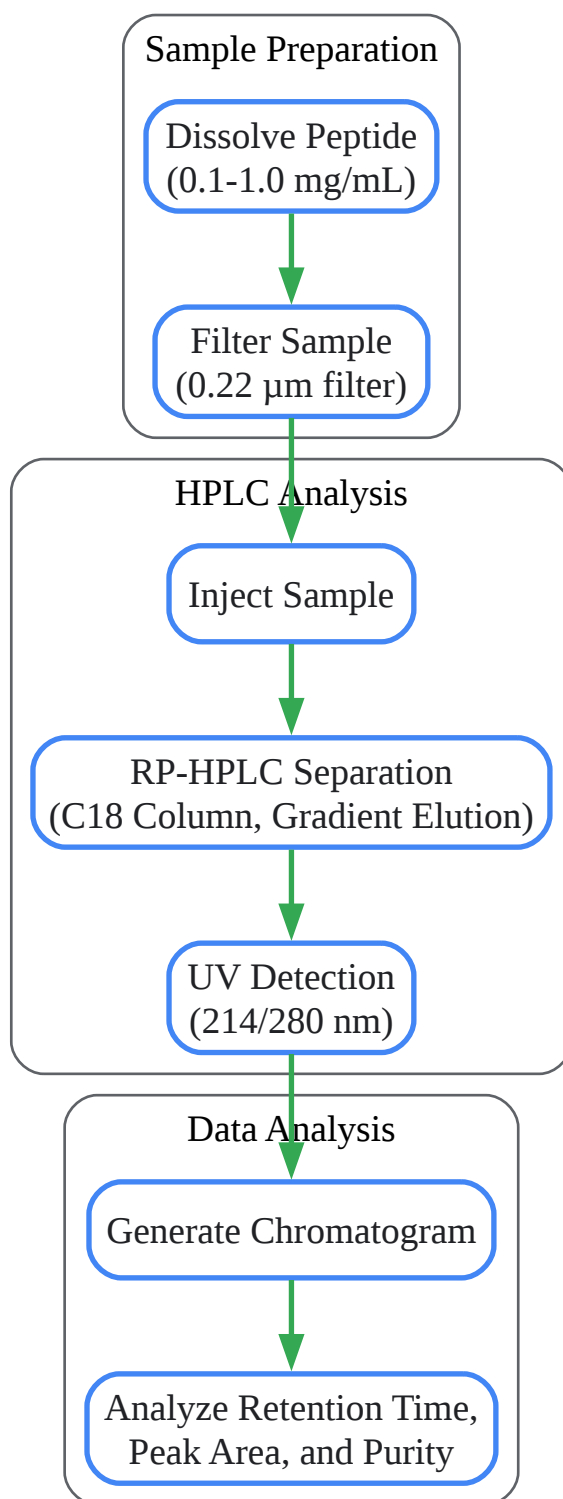 Sample Preparation
Dissolve Peptide
(0.1-1.0 mg/mL)
Filter Sample
(0.22 µm filter)
HPLC Analysis
Inject Sample
RP-HPLC Separation
(C18 Column, Gradient Elution)
UV Detection
(214/280 nm)
Data Analysis
Generate Chromatogram
Analyze Retention Time,
Peak Area, and Purity